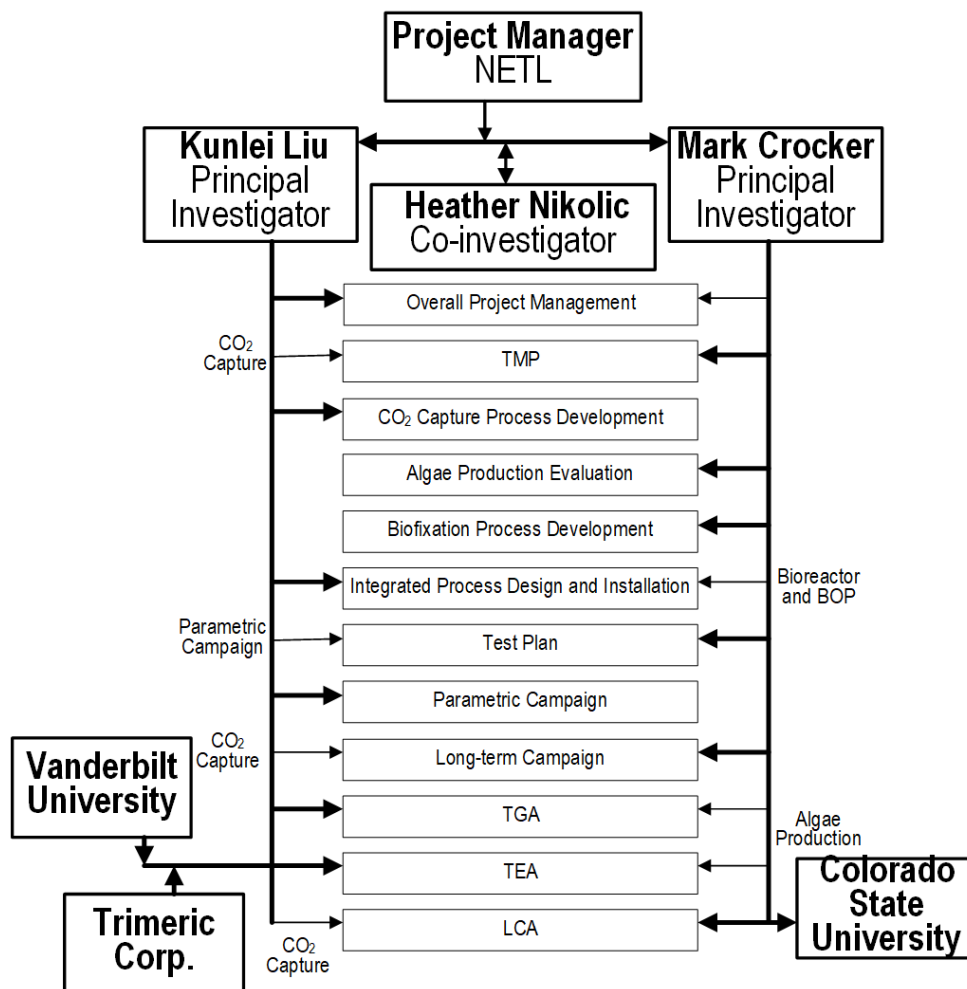 Project Manager
NETL
Kunlei Liu
Principal
Investigator
Heather Nikolic
Co-investigator
Mark Crocker
Principal
Investigator
Overall Project Management
CO₂
Capture
TMP
CO₂ Capture Process Development
Algae Production Evaluation
Biofixation Process Development
Integrated Process Design and Installation
Bioreactor
and BOP
Parametric
Campaign
Test Plan
Parametric Campaign
CO₂
Capture
Long-term Campaign
Vanderbilt
University
TGA
Algae
Production
TEA
Trimeric
Corp.
LCA
CO₂
Capture
Colorado
State
University